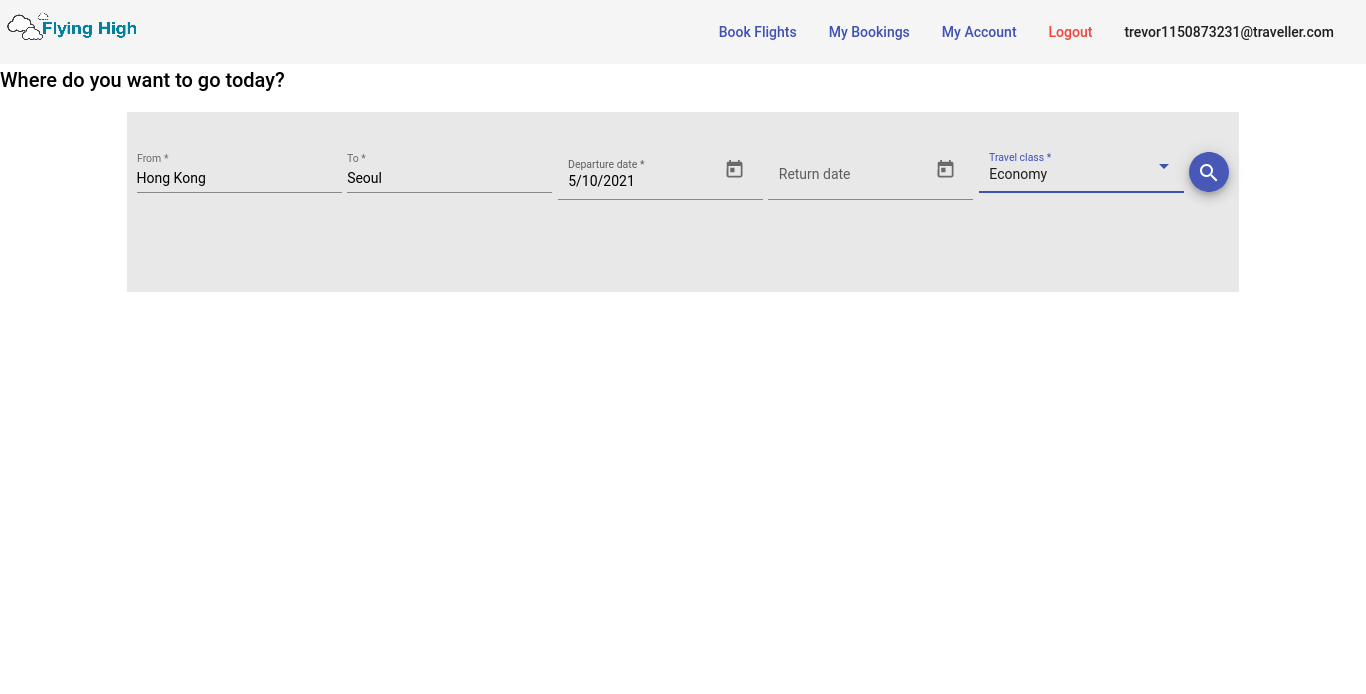 Flying High
Book Flights My Bookings My Account Logout trevor1150873231@traveller.com
Where do you want to go today?
From * To * Departure date * Travel class *
Hong Kong Seoul 5/10/2021 Return date Economy